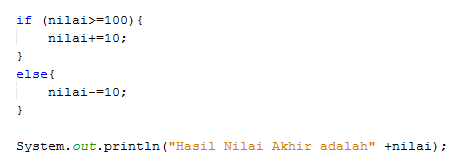 if (nilai>=100){
nilai+=10;
}
else{
nilai-=10;
}
System.out.println("Hasil Nilai Akhir adalah" +nilai);